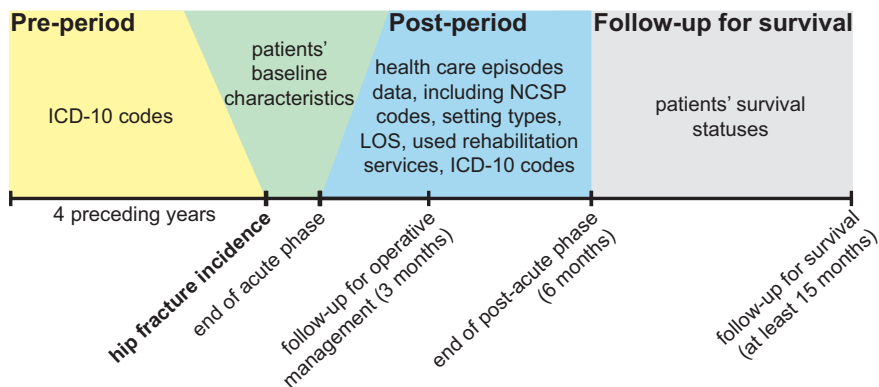 Pre-period
ICD-10 codes
patients’
baseline
characteristics
Post-period
health care episodes
data, including NCSP
codes, setting types,
LOS, used rehabilitation
services, ICD-10 codes
Follow-up for survival
patients’ survival
statuses
4 preceding years
hip fracture incidence
end of acute phase
follow-up for operative
management (3 months)
end of post-acute phase
(6 months)
follow-up for survival
(at least 15 months)